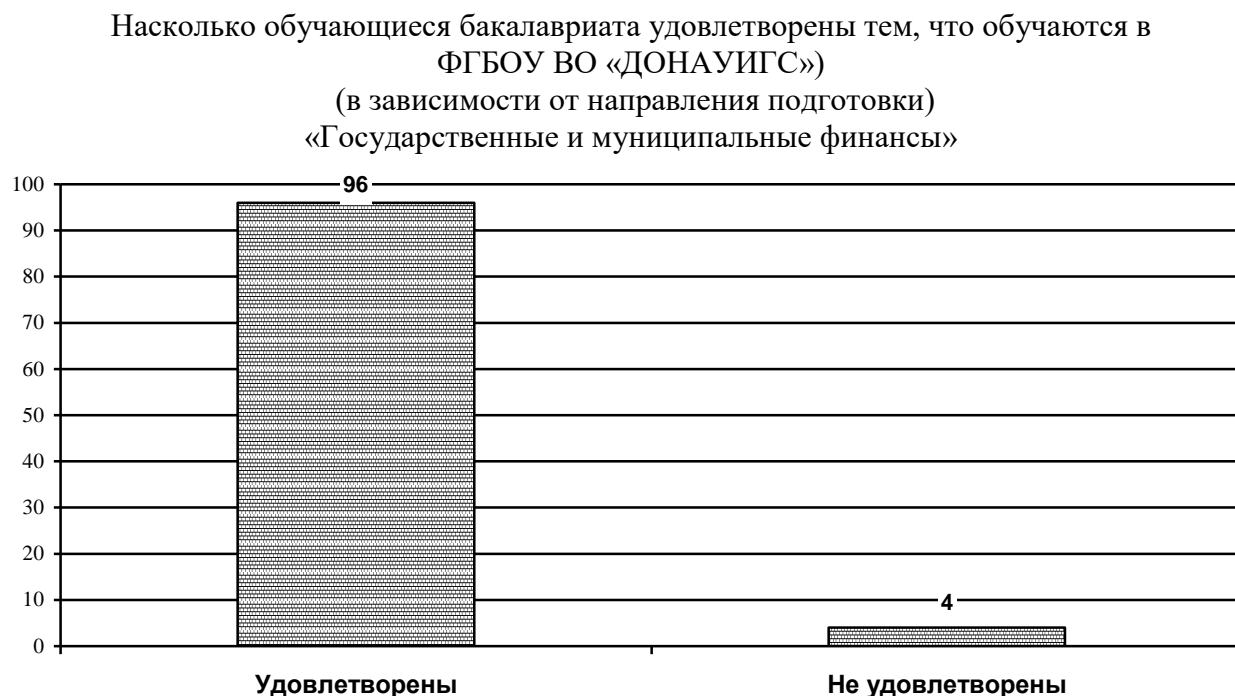 Насколько обучающиеся бакалавриата удовлетворены тем, что обучаются в
ФГБОУ ВО «ДОНАУИГС»)
(в зависимости от направления подготовки)
«Государственные и муниципальные финансы»
100
90
80
70
60
50
40
30
20
10
0
96
4
Удовлетворены
Не удовлетворены